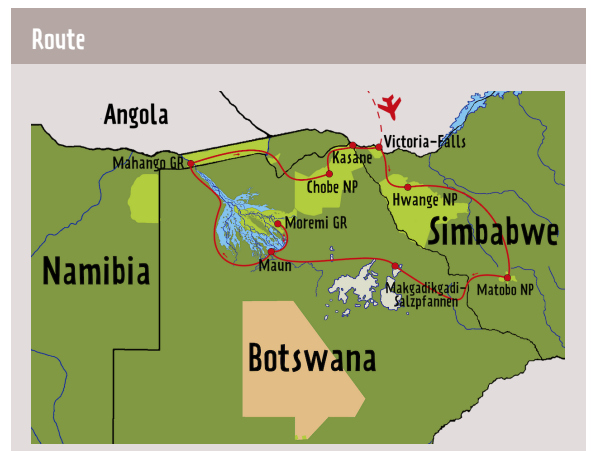 Route
Angola
Victoria-Falls
Kasane
Mahango GR
Chobe NP
Hwange NP
Moremi GR
Simbabwe
Maun
Namibia
Makgadikgadi-
Salzpfannen
Matobo NP
Botswana